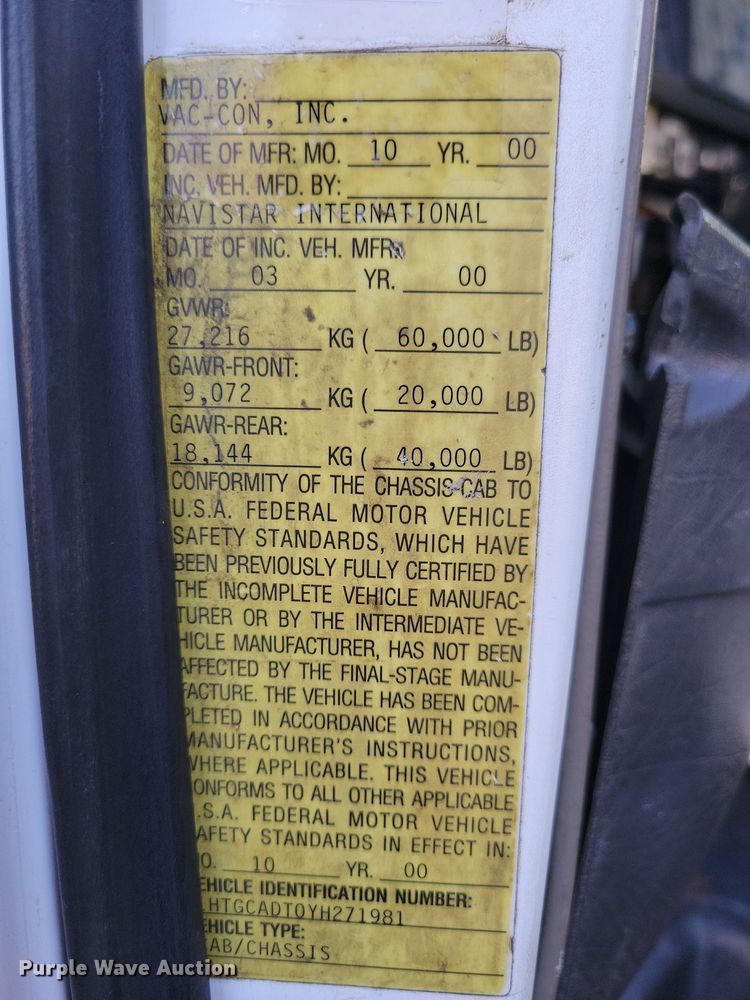 MFD. BY:
VAC-CON, INC.
DATE OF MFR: MO. 10 YR. 00
INC. VEH. MFD. BY:
NAVISTAR INTERNATIONAL
DATE OF INC. VEH. MFR:
MO. 03 YR. 00
GVWR:
27,216 KG ( 60,000 LB)
GAWR-FRONT:
9,072 KG ( 20,000 LB)
GAWR-REAR:
18,144 KG ( 40,000 LB)
CONFORMITY OF THE CHASSIS-CAB TO
U.S.A. FEDERAL MOTOR VEHICLE
SAFETY STANDARDS, WHICH HAVE
BEEN PREVIOUSLY FULLY CERTIFIED BY
THE INCOMPLETE VEHICLE MANUFAC-
TURER OR BY THE INTERMEDIATE VE-
HICLE MANUFACTURER, HAS NOT BEEN
AFFECTED BY THE FINAL-STAGE MANU-
FACTURE. THE VEHICLE HAS BEEN COM-
PLETED IN ACCORDANCE WITH PRIOR
MANUFACTURER'S INSTRUCTIONS,
WHERE APPLICABLE. THIS VEHICLE
ONFORMS TO ALL OTHER APPLICABLE
.S.A. FEDERAL MOTOR VEHICLE
AFETY STANDARDS IN EFFECT IN:
O. 10 YR. 00
EHICLE IDENTIFICATION NUMBER:
HTGCADT0YH271981
EHICLE TYPE:
AB/CHASSIS
Purple Wave Auction